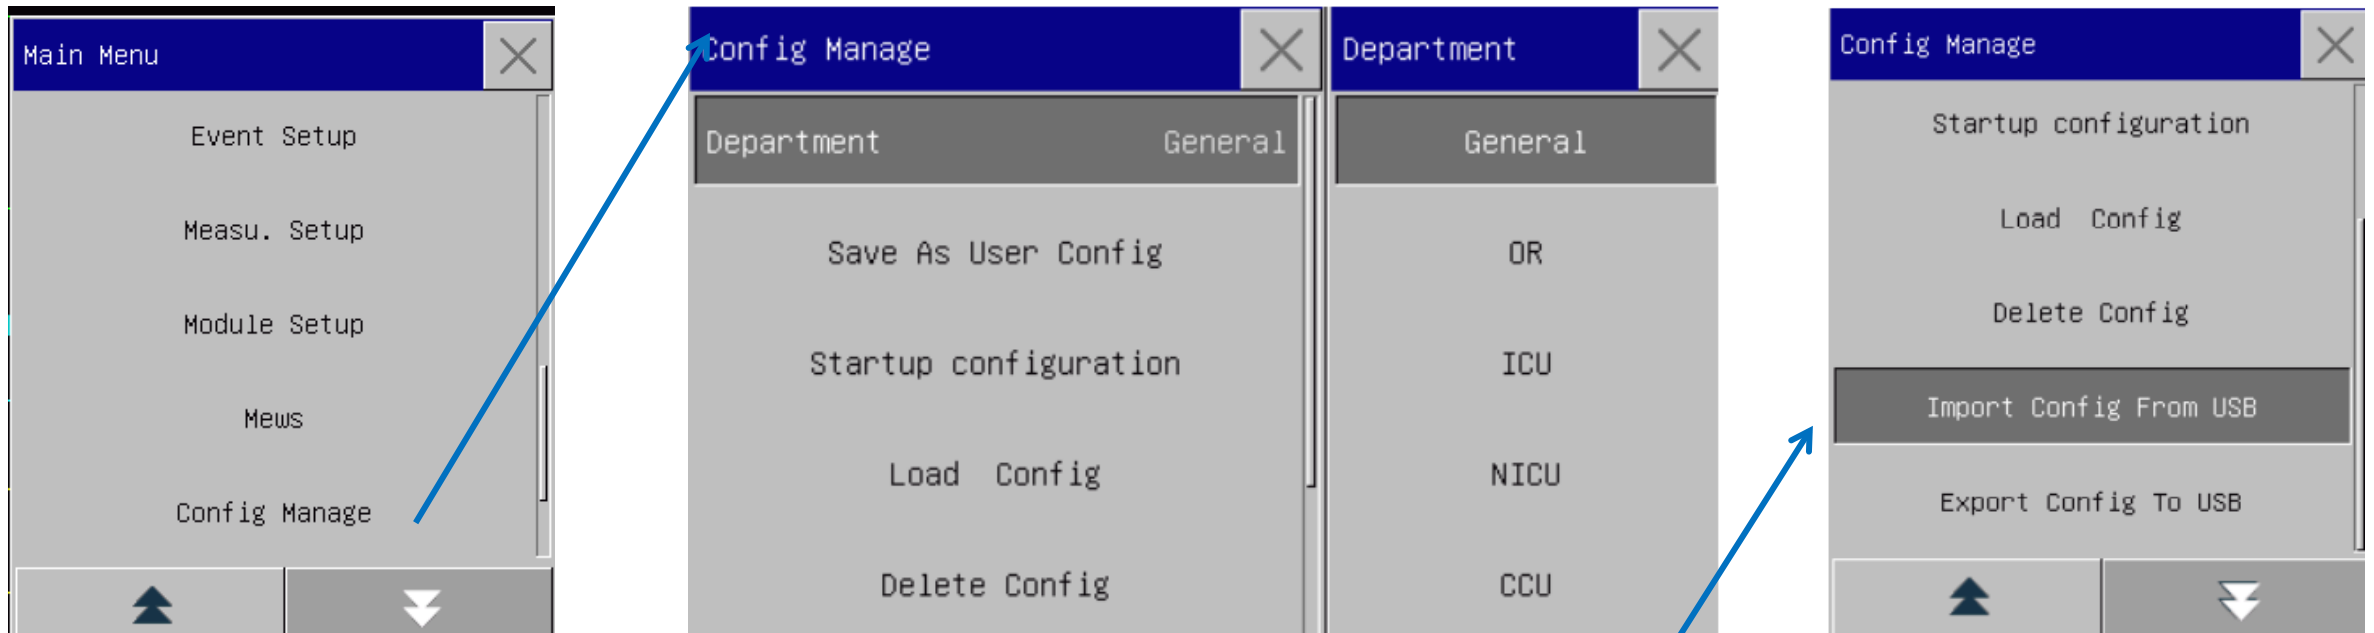 Main Menu
Event Setup
Measu. Setup
Module Setup
Mews
Config Manage
Config Manage
Department General
Save As User Config
Startup configuration
Load Config
Delete Config
Department
General
OR
ICU
NICU
CCU
Config Manage
Startup configuration
Load Config
Delete Config
Import Config From USB
Export Config To USB